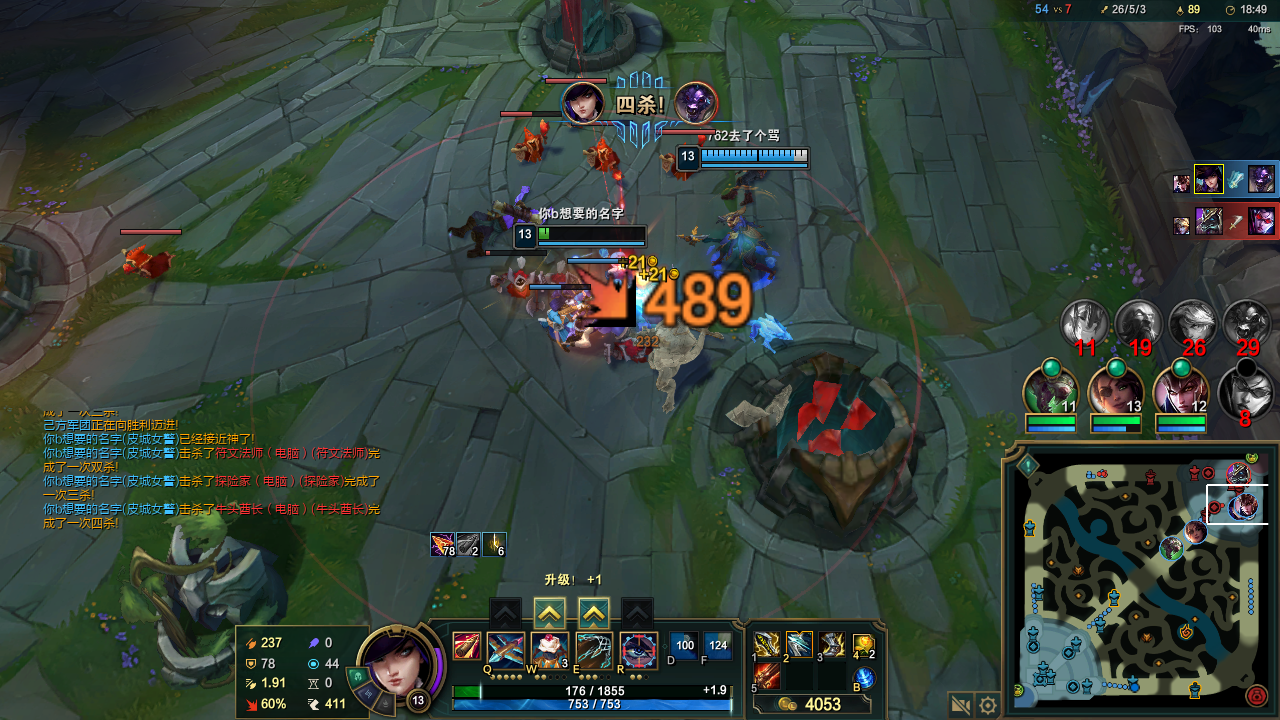 54 vs 7
26/5/3
89
18:49
FPS: 103
40ms
四杀!
762去了个骂
13
你b想要的名字
13
+21
+21
489
232
11
19
26
29
11
13
12
8
成了一次三杀!
己方军团正在向胜利迈进!
你b想要的名字(皮城女警)已经接近神了!
你b想要的名字(皮城女警)击杀了符文法师（电脑）(符文法师)完
成了一次双杀!
你b想要的名字(皮城女警)击杀了探险家（电脑）(探险家)完成了
一次三杀!
你b想要的名字(皮城女警)击杀了牛头酋长（电脑）(牛头酋长)完
成了一次四杀!
78
2
6
升级! +1
237
0
78
44
1.91
0
60%
411
13
Q
W
3
E
R
100
D
124
F
176 / 1855
+1.9
753 / 753
1
2
3
4
2
5
B
4053